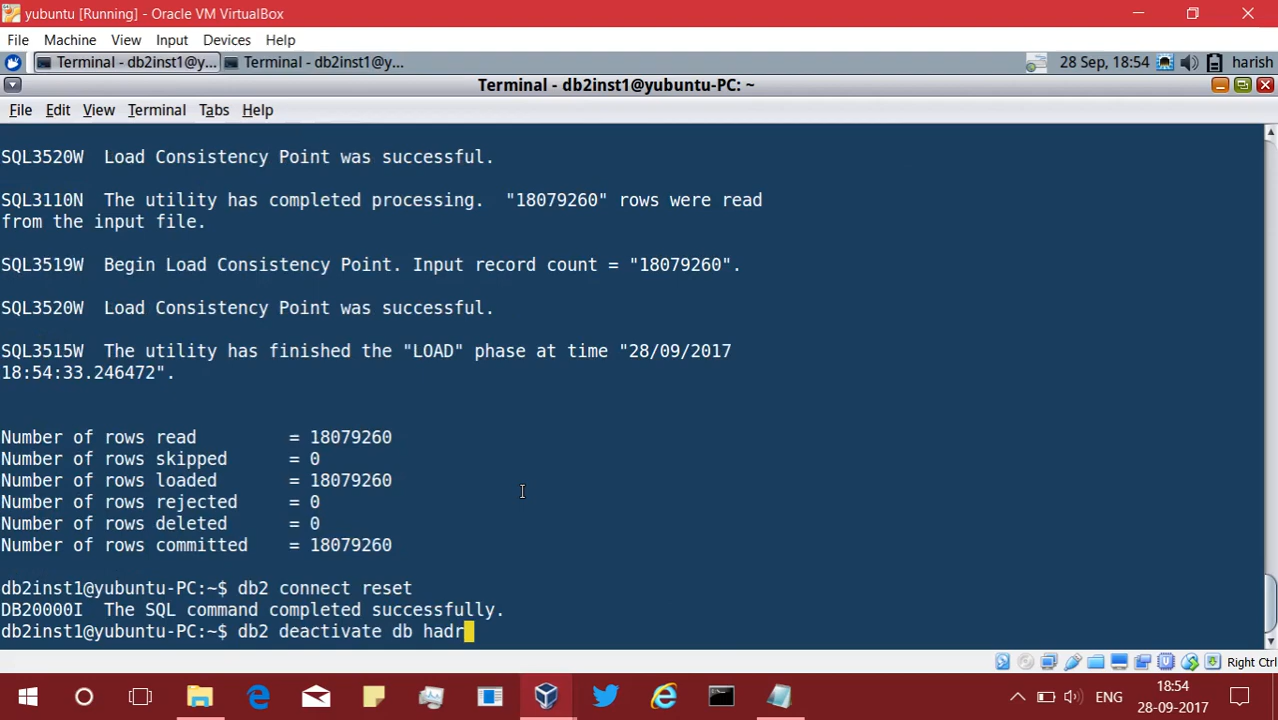 yubuntu [Running] - Oracle VM VirtualBox
File Machine View Input Devices Help
Terminal - db2inst1@y... Terminal - db2inst1@y... 28 Sep, 18:54 harish
Terminal - db2inst1@yubuntu-PC: ~
File Edit View Terminal Tabs Help
SQL3520W  Load Consistency Point was successful.
SQL3110N  The utility has completed processing.  "18079260" rows were read
from the input file.
SQL3519W  Begin Load Consistency Point. Input record count = "18079260".
SQL3520W  Load Consistency Point was successful.
SQL3515W  The utility has finished the "LOAD" phase at time "28/09/2017
18:54:33.246472".
Number of rows read         = 18079260
Number of rows skipped      = 0
Number of rows loaded       = 18079260
Number of rows rejected     = 0
Number of rows deleted      = 0
Number of rows committed    = 18079260
db2inst1@yubuntu-PC:~$ db2 connect reset
DB20000I  The SQL command completed successfully.
db2inst1@yubuntu-PC:~$ db2 deactivate db hadr
Right Ctrl
ENG
18:54
28-09-2017